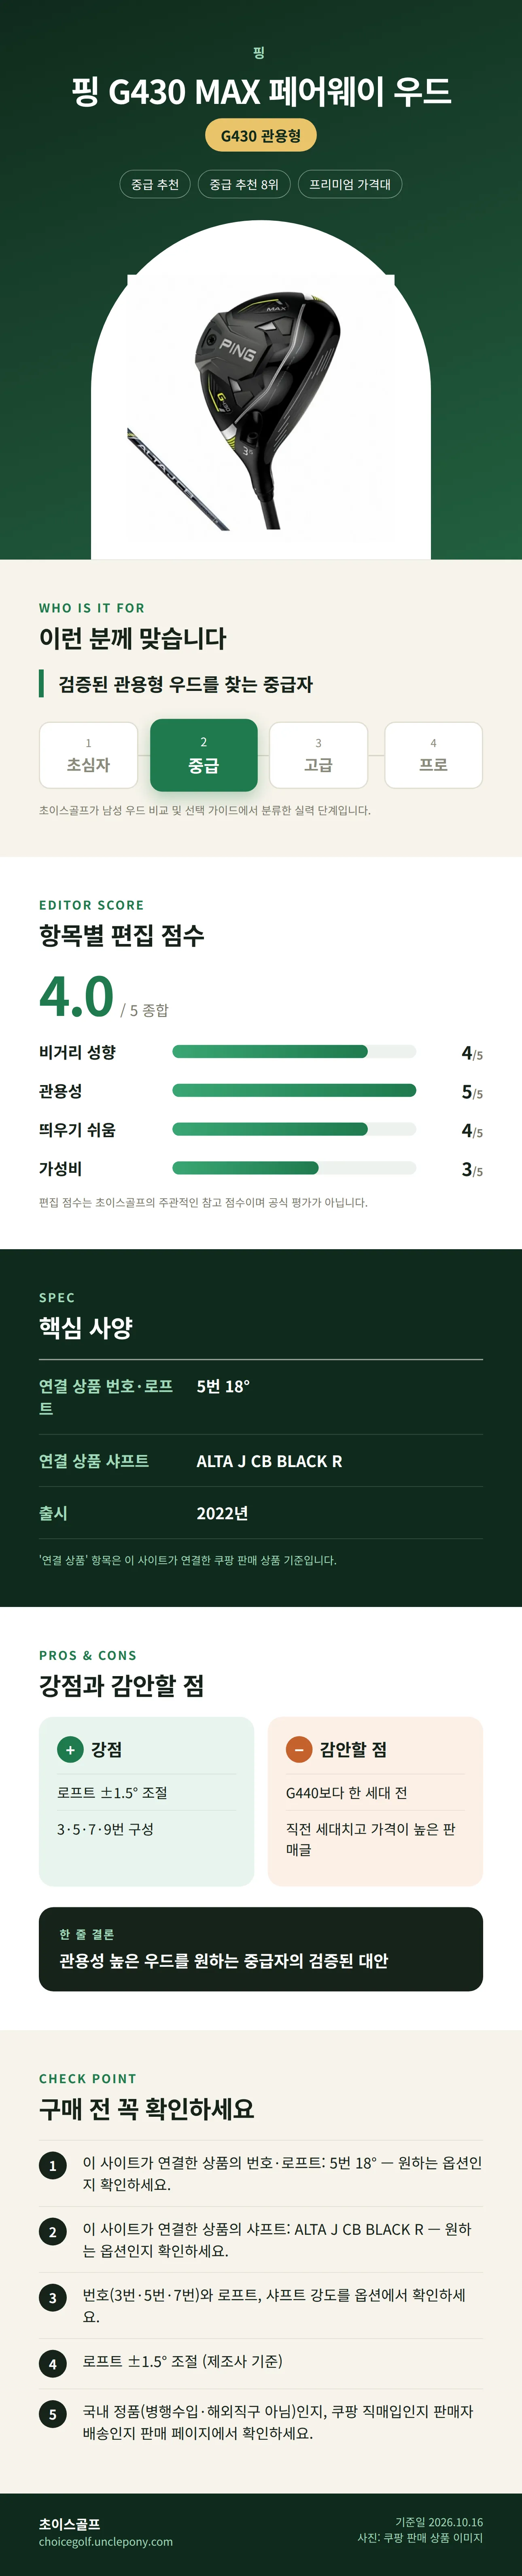 핑
핑 G430 MAX 페어웨이 우드
G430 관용형
중급 추천
중급 추천 8위
프리미엄 가격대
MAX
PING
G430
3
ALTA J CB
WHO IS IT FOR
이런 분께 맞습니다
검증된 관용형 우드를 찾는 중급자
1
초심자
2
중급
3
고급
4
프로
초이스골프가 남성 우드 비교 및 선택 가이드에서 분류한 실력 단계입니다.
EDITOR SCORE
항목별 편집 점수
4.0 / 5 종합
비거리 성향 4/5
관용성 5/5
띄우기 쉬움 4/5
가성비 3/5
편집 점수는 초이스골프의 주관적인 참고 점수이며 공식 평가가 아닙니다.
SPEC
핵심 사양
연결 상품 번호·로프
트
5번 18°
연결 상품 샤프트 ALTA J CB BLACK R
출시 2022년
'연결 상품' 항목은 이 사이트가 연결한 쿠팡 판매 상품 기준입니다.
PROS & CONS
강점과 감안할 점
+ 강점
로프트 ±1.5° 조절
3·5·7·9번 구성
− 감안할 점
G440보다 한 세대 전
직전 세대치고 가격이 높은 판
매글
한 줄 결론
관용성 높은 우드를 원하는 중급자의 검증된 대안
CHECK POINT
구매 전 꼭 확인하세요
1 이 사이트가 연결한 상품의 번호·로프트: 5번 18° — 원하는 옵션인
지 확인하세요.
2 이 사이트가 연결한 상품의 샤프트: ALTA J CB BLACK R — 원하
는 옵션인지 확인하세요.
3 번호(3번·5번·7번)와 로프트, 샤프트 강도를 옵션에서 확인하세
요.
4 로프트 ±1.5° 조절 (제조사 기준)
5 국내 정품(병행수입·해외직구 아님)인지, 쿠팡 직매입인지 판매자
배송인지 판매 페이지에서 확인하세요.
초이스골프
choicegolf.unclepony.com
기준일 2026.10.16
사진: 쿠팡 판매 상품 이미지